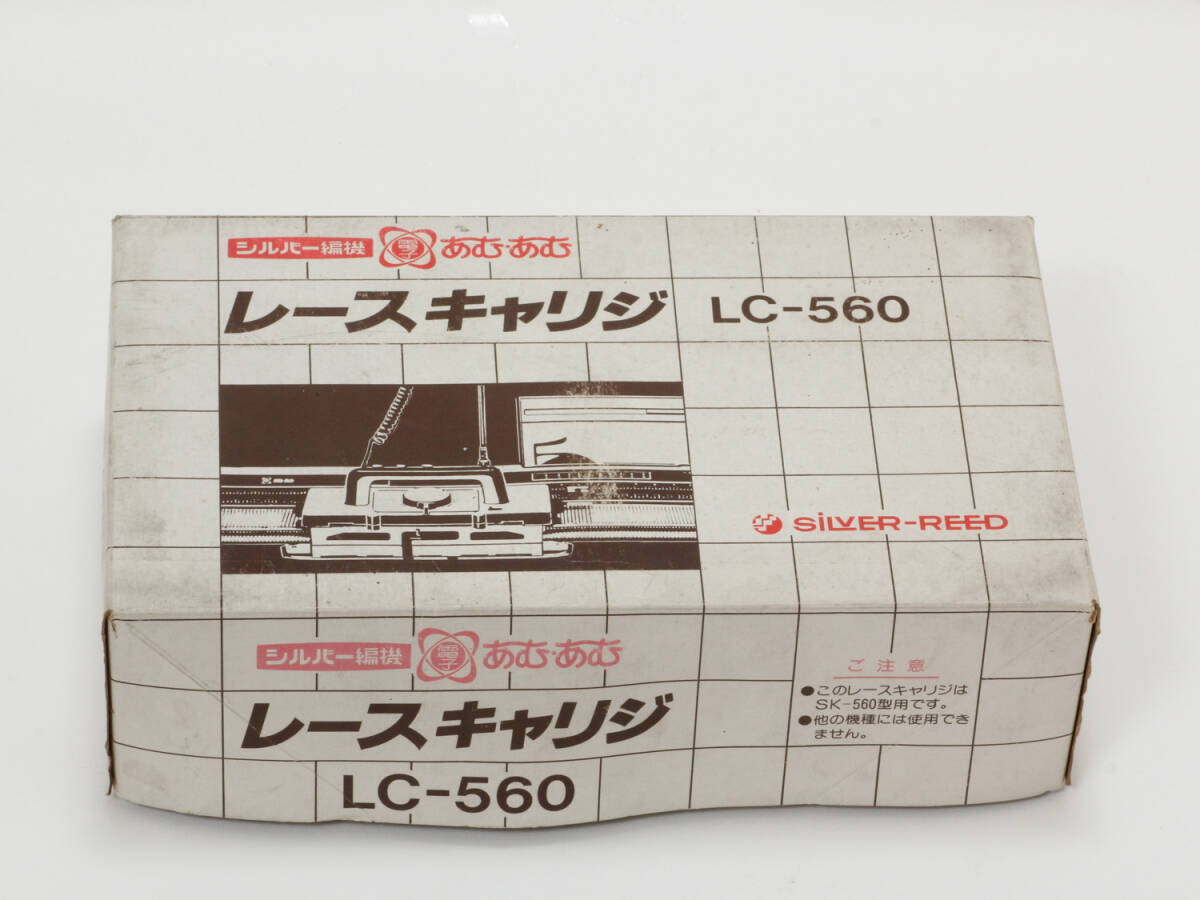 シルバー編機 電子 あむ・あむ
レースキャリジ LC-560
SiLVER-REED
シルバー編機 電子 あむ・あむ
レースキャリジ
LC-560
ご注意
●このレースキャリジは
SK-560型用です。
●他の機種には使用でき
ません。